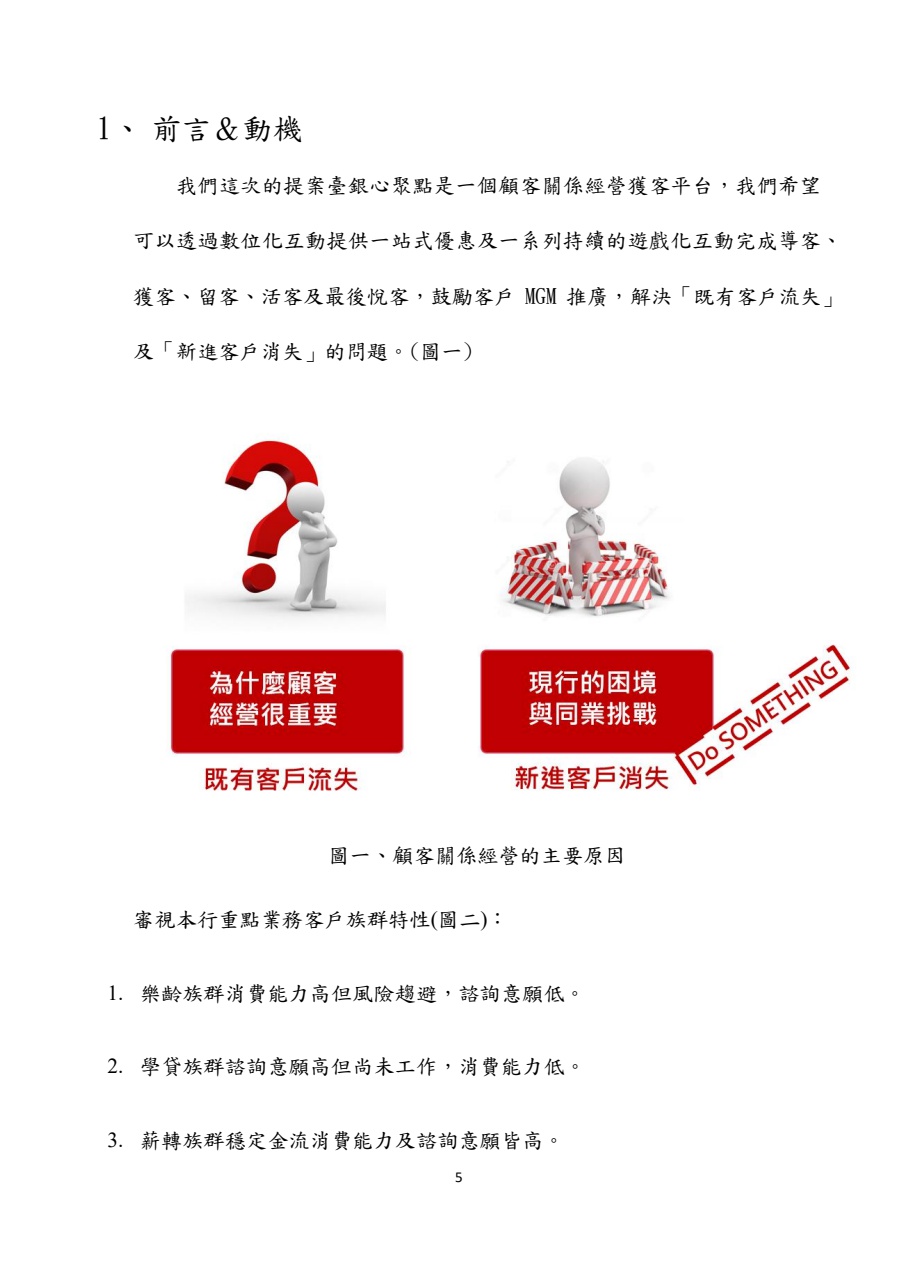 1、 前言＆動機
我們這次的提案臺銀心聚點是一個顧客關係經營獲客平台，我們希望
可以透過數位化互動提供一站式優惠及一系列持續的遊戲化互動完成導客、
獲客、留客、活客及最後悅客，鼓勵客戶 MGM 推廣，解決「既有客戶流失」
及「新進客戶消失」的問題。（圖一）
為什麼顧客
經營很重要
既有客戶流失
現行的困境
與同業挑戰
新進客戶消失
Do SOMETHING
圖一、顧客關係經營的主要原因
審視本行重點業務客戶族群特性(圖二)：
1. 樂齡族群消費能力高但風險趨避，諮詢意願低。
2. 學貸族群諮詢意願高但尚未工作，消費能力低。
3. 薪轉族群穩定金流消費能力及諮詢意願皆高。
5